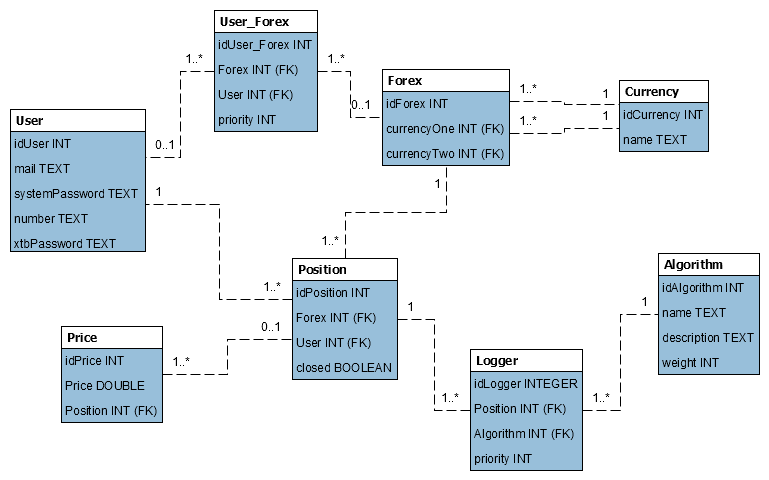 User_Forex
idUser_Forex INT
Forex INT (FK)
User INT (FK)
priority INT
1..*
1..*
Forex
idForex INT
currencyOne INT (FK)
currencyTwo INT (FK)
0..1
1..*
1
1..*
1
Currency
idCurrency INT
name TEXT
User
idUser INT
mail TEXT
systemPassword TEXT
number TEXT
xtbPassword TEXT
0..1
1
1
1..*
1..*
Position
idPosition INT
Forex INT (FK)
User INT (FK)
closed BOOLEAN
0..1
1
Price
idPrice INT
Price DOUBLE
Position INT (FK)
1..*
Algorithm
idAlgorithm INT
name TEXT
description TEXT
weight INT
1
Logger
idLogger INTEGER
Position INT (FK)
Algorithm INT (FK)
priority INT
1..*
1..*